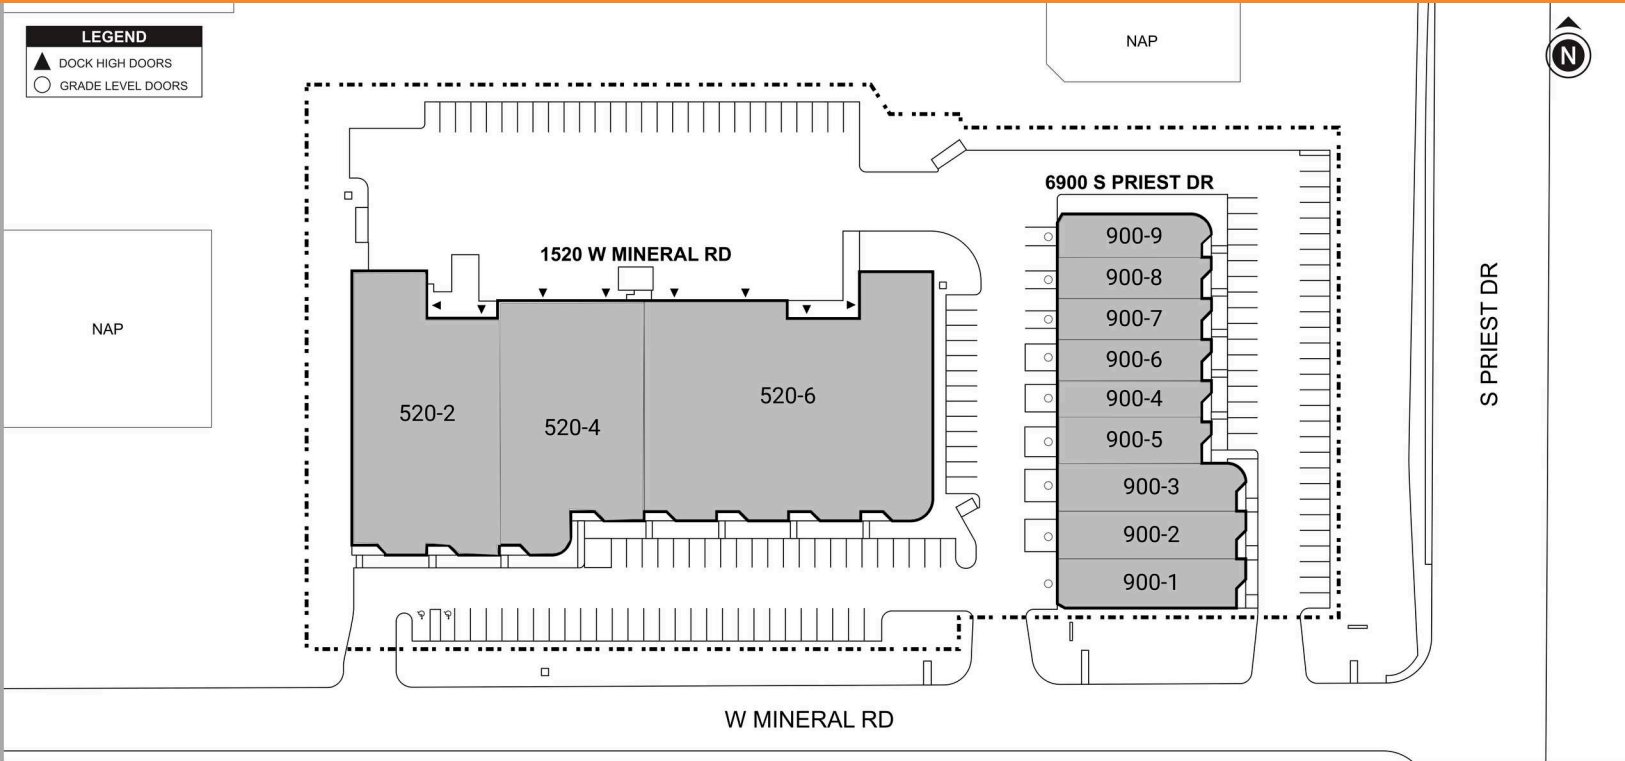 LEGEND
DOCK HIGH DOORS
GRADE LEVEL DOORS
NAP
N
6900 S PRIEST DR
1520 W MINERAL RD
900-9
900-8
900-7
900-6
900-4
900-5
900-3
900-2
900-1
NAP
520-2
520-4
520-6
S PRIEST DR
W MINERAL RD